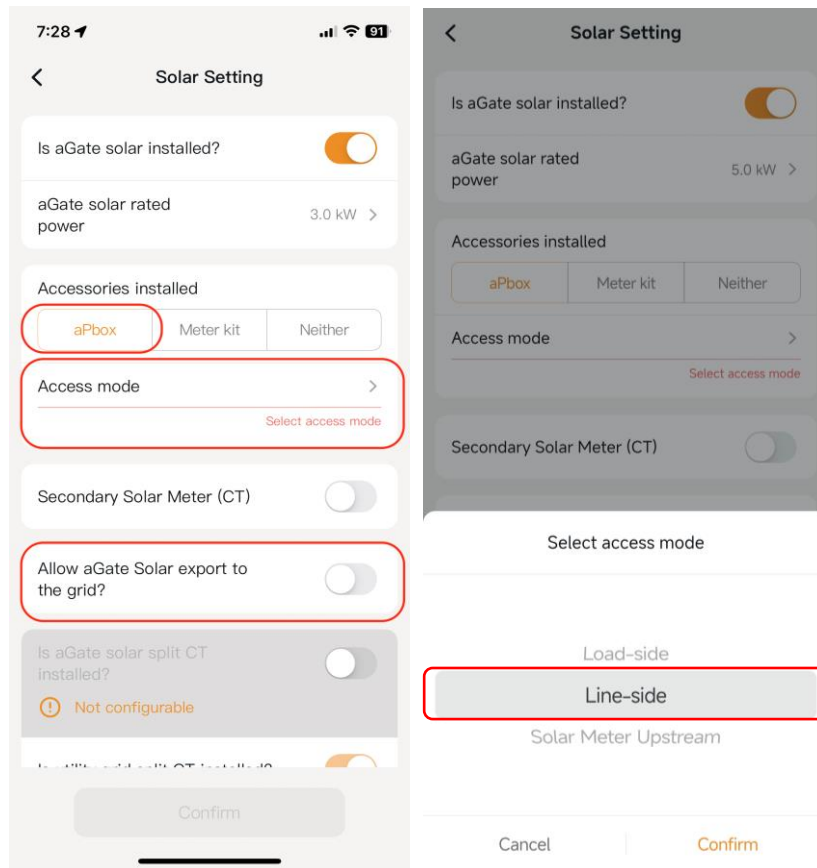 7:28
91
Solar Setting
Is aGate solar installed?
aGate solar rated
power
3.0 kW
Accessories installed
aPbox
Meter kit
Neither
Access mode
Select access mode
Secondary Solar Meter (CT)
Allow aGate Solar export to
the grid?
Is aGate solar split CT
installed?
Not configurable
Confirm
Solar Setting
Is aGate solar installed?
aGate solar rated
power
5.0 kW
Accessories installed
aPbox
Meter kit
Neither
Access mode
Select access mode
Secondary Solar Meter (CT)
Select access mode
Load-side
Line-side
Solar Meter Upstream
Cancel
Confirm